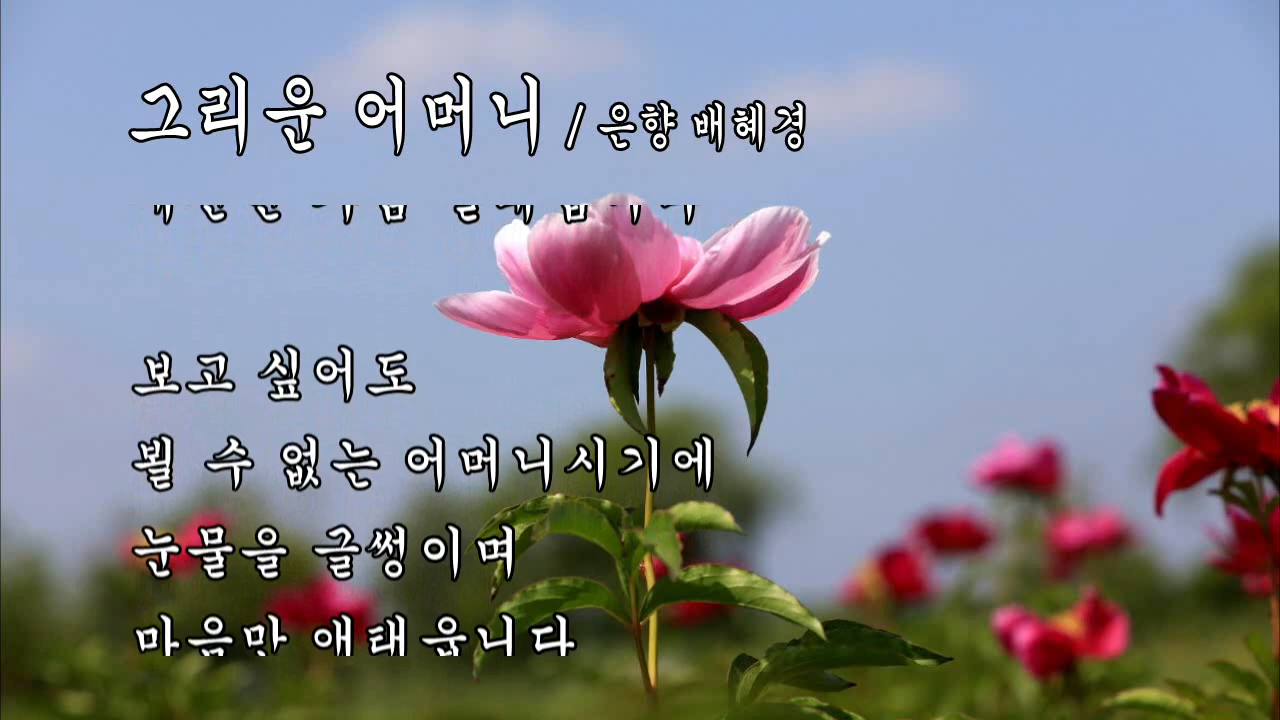 그리운 어머니 / 은향 배혜경
보고 싶어도
뵐 수 없는 어머니시기에
눈물을 글썽이며
마음만 애태웁니다